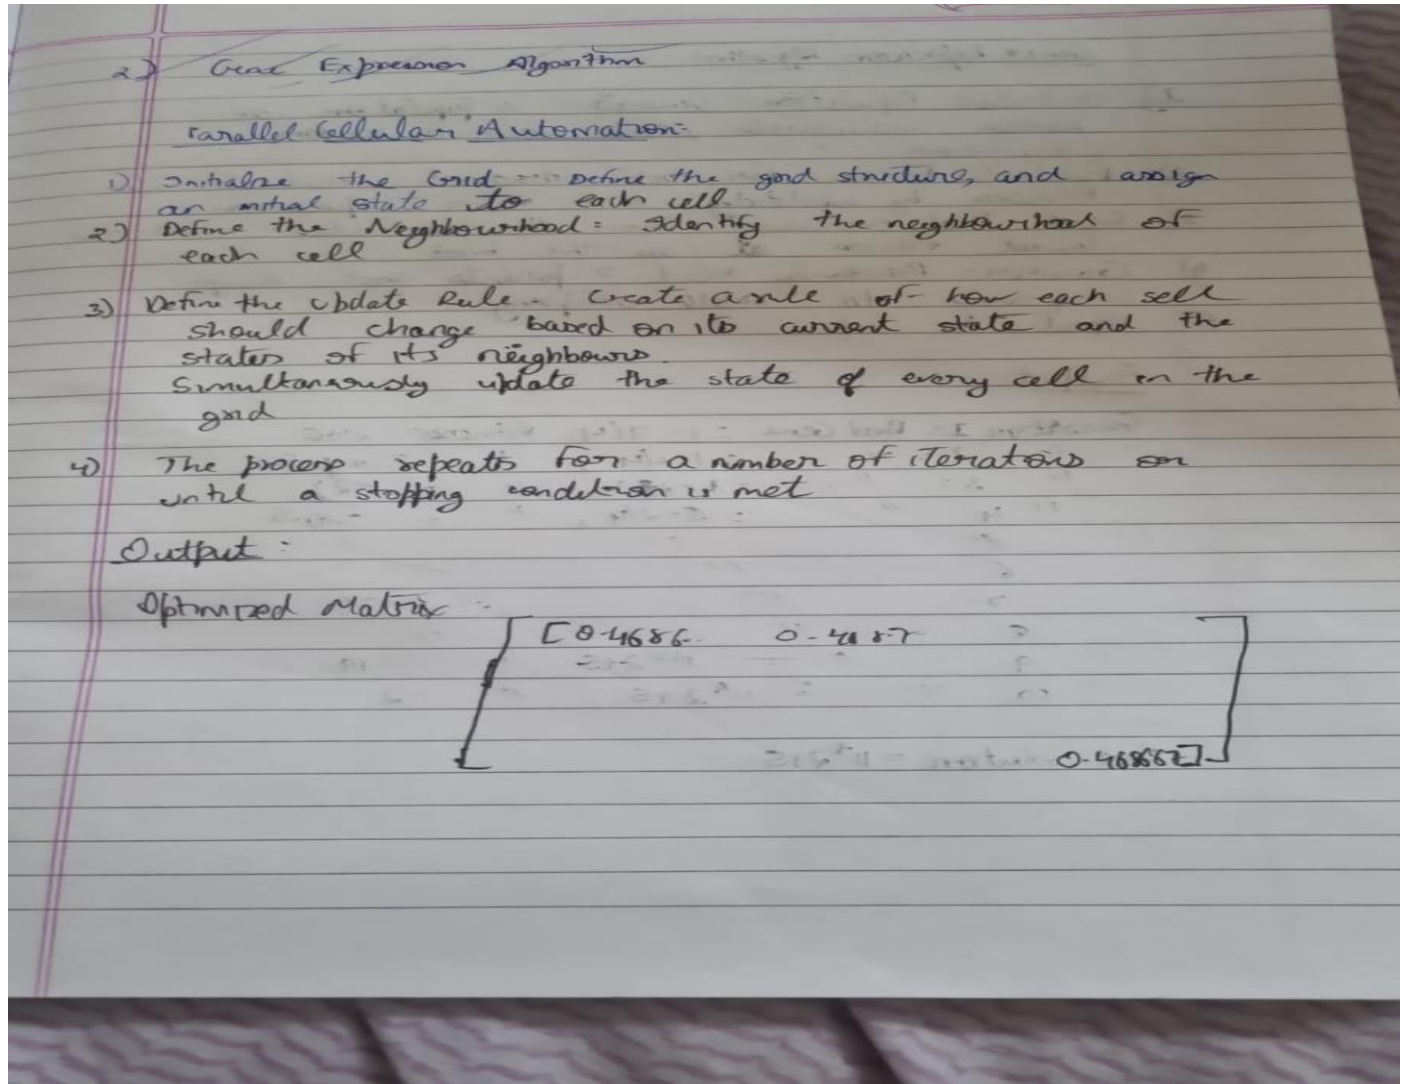 2) Gene Expression Algorithm
Parallel Cellular Automation:-
1) Initialize the Grid - Define the grid structure, and assign
an initial state to each cell.
2) Define the Neighbourhood : Identify the neighbourhood of
each cell
3) Define the Update Rule - Create a rule of how each sell
should change based on its current state and the
states of its neighbours.
Simultanously update the state of every cell in the
grid
4) The process repeats for a number of iterations or
until a stopping condition is met
Output :
Optimized Matrix :-
[0.4686
0.46867]